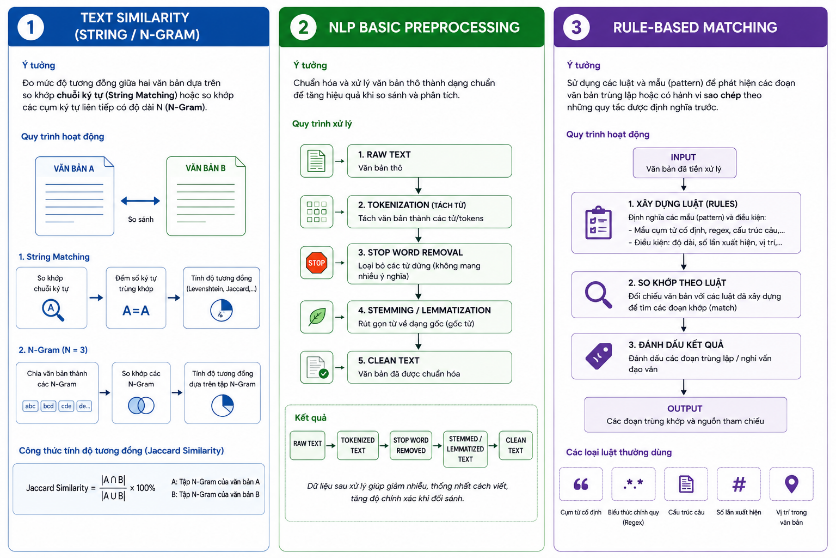 1
TEXT SIMILARITY
(STRING / N-GRAM)
Ý tưởng
Đo mức độ tương đồng giữa hai văn bản dựa trên
so khớp chuỗi ký tự (String Matching) hoặc so khớp
các cụm ký tự liên tiếp có độ dài N (N-Gram).
Quy trình hoạt động
VĂN BẢN A
VĂN BẢN B
So sánh
1. String Matching
So khớp
chuỗi ký tự
A
Đếm số ký tự
trùng khớp
A=A
Tính độ tương đồng
(Levenshtein, Jaccard,..)
%
2. N-Gram (N = 3)
Chia văn bản thành
các N-Gram
abc bcd cde de...
So khớp các
N-Gram
Tính độ tương đồng
dựa trên tập N-Gram
Công thức tính độ tương đồng (Jaccard Similarity)
Jaccard Similarity = |A ∩ B| / |A ∪ B| × 100%
A: Tập N-Gram của văn bản A
B: Tập N-Gram của văn bản B
2
NLP BASIC PREPROCESSING
Ý tưởng
Chuẩn hóa và xử lý văn bản thô thành dạng chuẩn
để tăng hiệu quả khi so sánh và phân tích.
Quy trình xử lý
1. RAW TEXT
Văn bản thô
2. TOKENIZATION (TÁCH TỪ)
Tách văn bản thành các từ/tokens
STOP
3. STOP WORD REMOVAL
Loại bỏ các từ dừng (không mang
nhiều ý nghĩa)
4. STEMMING / LEMMATIZATION
Rút gọn từ về dạng gốc (gốc từ)
5. CLEAN TEXT
Văn bản đã được chuẩn hóa
Kết quả
RAW TEXT
TOKENIZED
TEXT
STOP WORD
REMOVED
STEMMED /
LEMMATIZED
TEXT
CLEAN
TEXT
Dữ liệu sau xử lý giúp giảm nhiễu, thống nhất cách viết,
tăng độ chính xác khi đối sánh.
3
RULE-BASED MATCHING
Ý tưởng
Sử dụng các luật và mẫu (pattern) để phát hiện các đoạn
văn bản trùng lặp hoặc có hành vi sao chép theo
những quy tắc được định nghĩa trước.
Quy trình hoạt động
INPUT
Văn bản đã tiền xử lý
1. XÂY DỰNG LUẬT (RULES)
Định nghĩa các mẫu (pattern) và điều kiện:
- Mẫu cụm từ cố định, regex, cấu trúc câu,...
- Điều kiện: độ dài, số lần xuất hiện, vị trí,...
2. SO KHỚP THEO LUẬT
Đối chiếu văn bản với các luật đã xây dựng
để tìm các đoạn khớp (match)
3. ĐÁNH DẤU KẾT QUẢ
Đánh dấu các đoạn trùng lặp / nghi vấn
đạo văn
OUTPUT
Các đoạn trùng khớp và nguồn tham chiếu
Các loại luật thường dùng
“
.*.*
#
Cụm từ cố định
Biểu thức chính quy
(Regex)
Cấu trúc câu
Số lần xuất hiện
Vị trí trong
văn bản